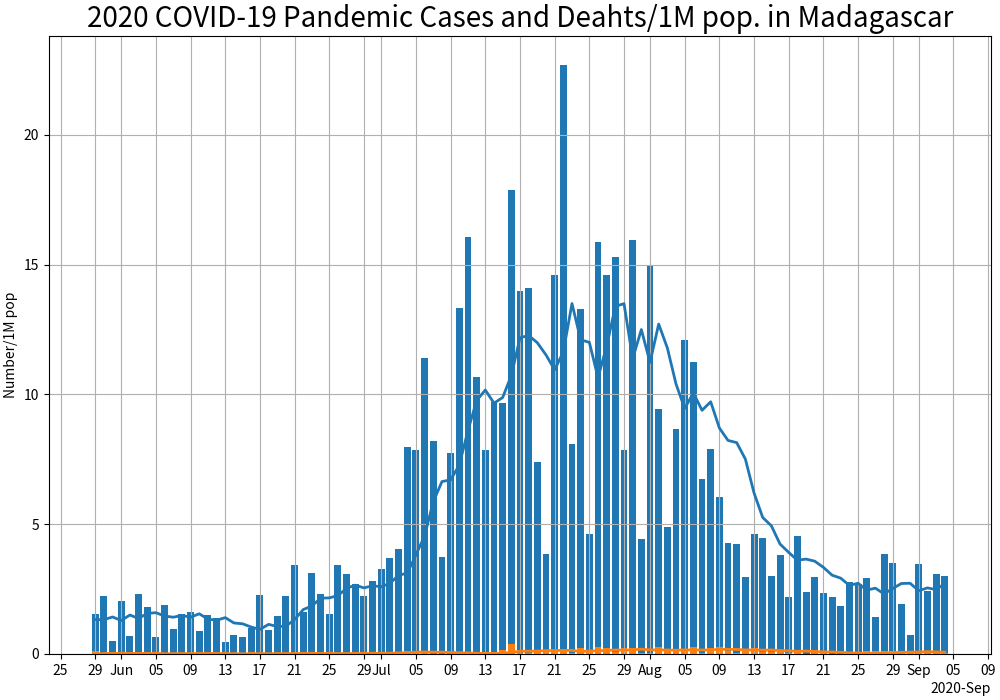 2020 COVID-19 Pandemic Cases and Deahts/1M pop. in Madagascar
Number/1M pop
20
15
10
5
0
25 29 Jun 05 09 13 17 21 25 29 Jul 05 09 13 17 21 25 29 Aug 05 09 13 17 21 25 29 Sep 05 09
2020-Sep